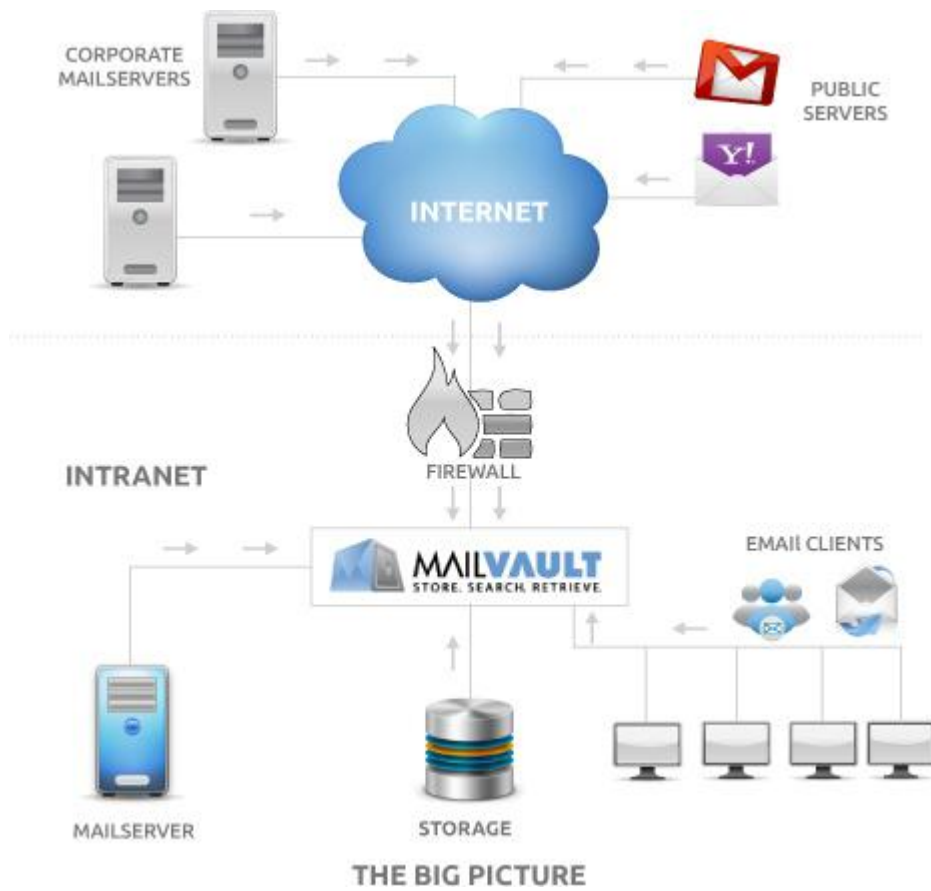 CORPORATE
MAILSERVERS
PUBLIC
SERVERS
Y!
INTERNET
FIREWALL
INTRANET
MAILVAULT
STORE. SEARCH. RETRIEVE.
EMAIL CLIENTS
MAILSERVER
STORAGE
THE BIG PICTURE